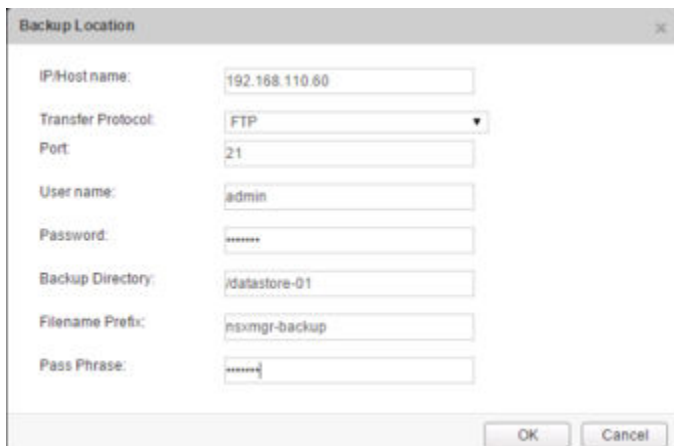 Backup Location
IP/Host name: 192.168.110.60
Transfer Protocol: FTP
Port: 21
User name: admin
Password: •••••••
Backup Directory: /datastore-01
Filename Prefix: nsxmgr-backup
Pass Phrase: •••••••
OK Cancel